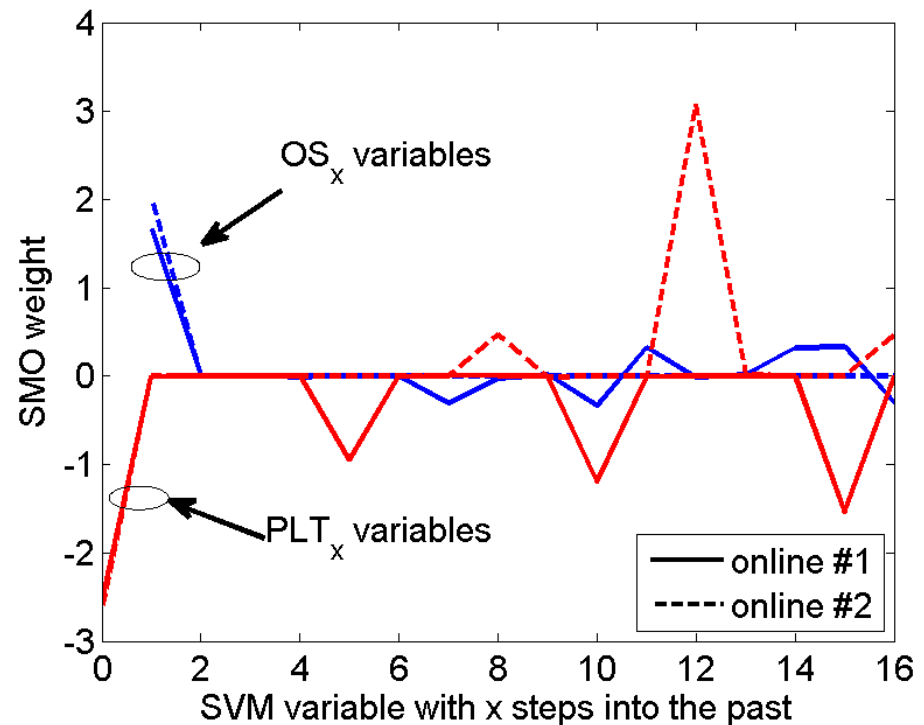 4
3
2
1
0
-1
-2
-3
SMO weight
OSx variables
PLTx variables
online #1
online #2
0 2 4 6 8 10 12 14 16
SVM variable with x steps into the past